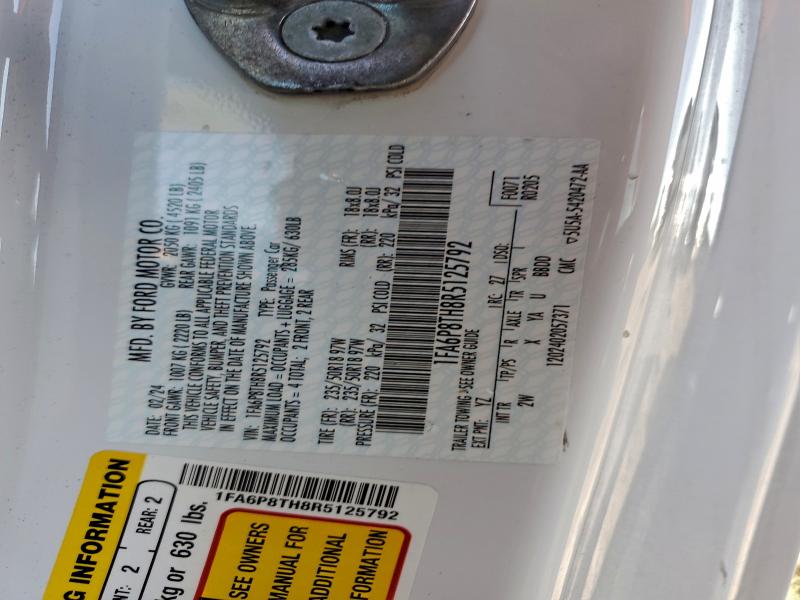 MFD. BY FORD MOTOR CO.
DATE: 02/24 GVWR: 2050 KG ( 4520 LB)
FRONT GAWR: 1007 KG ( 2220 LB) REAR GAWR: 1091 KG ( 2405 LB)
THIS VEHICLE CONFORMS TO ALL APPLICABLE FEDERAL MOTOR
VEHICLE SAFETY, BUMPER, AND THEFT PREVENTION STANDARDS
IN EFFECT ON THE DATE OF MANUFACTURE SHOWN ABOVE.
VIN: 1FA6P8TH8R5125792 TYPE: Passenger Car
MAXIMUM LOAD = OCCUPANTS + LUGGAGE = 285KG/ 630LB
OCCUPANTS = 4 TOTAL; 2 FRONT, 2 REAR
TIRE (FR): 235/50R18 97W RIMS (FR): 18x8.0J
(RR): 235/50R18 97W (RR): 18x8.0J
PRESSURE (FR): 220 kPa/ 32 PSI COLD (RR): 220 kPa/ 32 PSI COLD
1FA6P8TH8R5125792
TRAILER TOWING - SEE OWNER GUIDE
EXT PNT: YZ RC: 27 DSO: F0071
INT TR TP/PS R AXLE TR SPR R0205
2W X YA U BBDD
1202402057371 CMC 5U5A-5420472-AA
G INFORMATION
NT: 2 REAR: 2
kg or 630 lbs.
1FA6P8TH8R5125792
SEE OWNERS
MANUAL FOR
ADDITIONAL
FORMATION